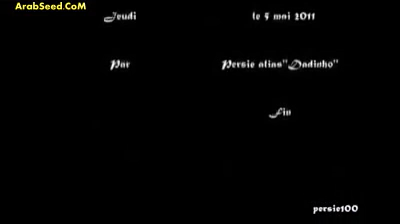 ArabSeed.CoM
Jeudi le 5 mai 2011
Par Persie alias"Dadinho"
Fin
persie100